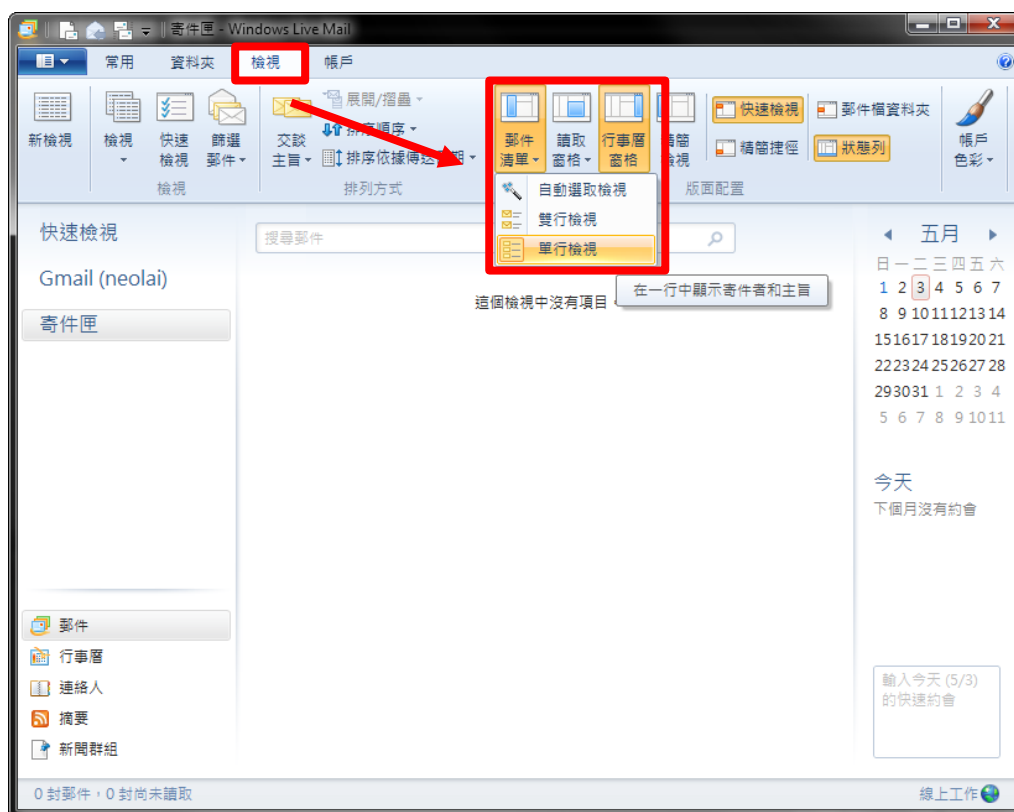 寄件匣 - Windows Live Mail
常用 資料夾 檢視 帳戶
新檢視
檢視
快速檢視
篩選郵件
檢視
交談主旨
展開/摺疊
排序順序
排序依據傳送日期
排列方式
郵件清單
讀取窗格
行事曆窗格
精簡檢視
快速檢視
精簡捷徑
郵件檔資料夾
狀態列
版面配置
帳戶色彩
自動選取檢視
雙行檢視
單行檢視
在一行中顯示寄件者和主旨
快速檢視
Gmail (neolai)
寄件匣
搜尋郵件
這個檢視中沒有項目
五月
日 一 二 三 四 五 六
1 2 3 4 5 6 7
8 9 10 11 12 13 14
15 16 17 18 19 20 21
22 23 24 25 26 27 28
29 30 31 1 2 3 4
5 6 7 8 9 10 11
今天
下個月沒有約會
輸入今天 (5/3)
的快速約會
郵件
行事曆
連絡人
摘要
新聞群組
0 封郵件，0 封尚未讀取
線上工作